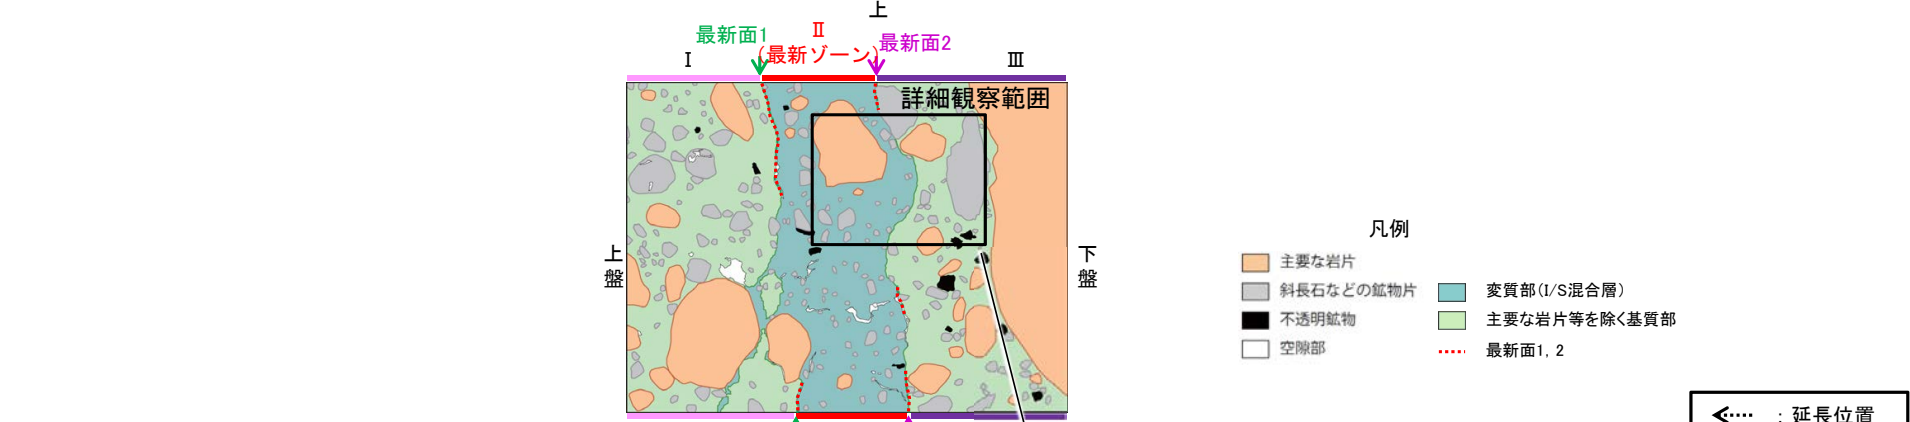 上
最新面1
Ⅱ
(最新ゾーン)
最新面2
Ⅰ
Ⅲ
詳細観察範囲
上盤
下盤
凡例
主要な岩片
斜長石などの鉱物片
不透明鉱物
空隙部
変質部(I/S混合層)
主要な岩片等を除く基質部
最新面1, 2
：延長位置